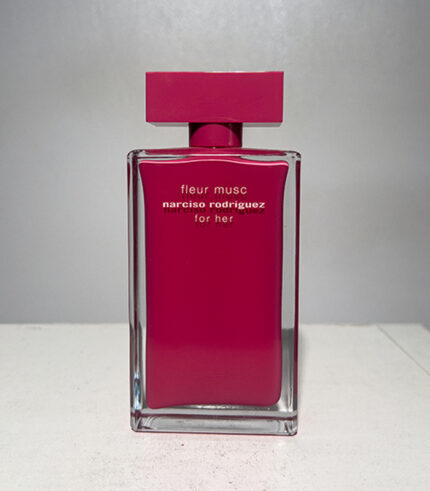 fleur musc
narciso rodriguez
for her